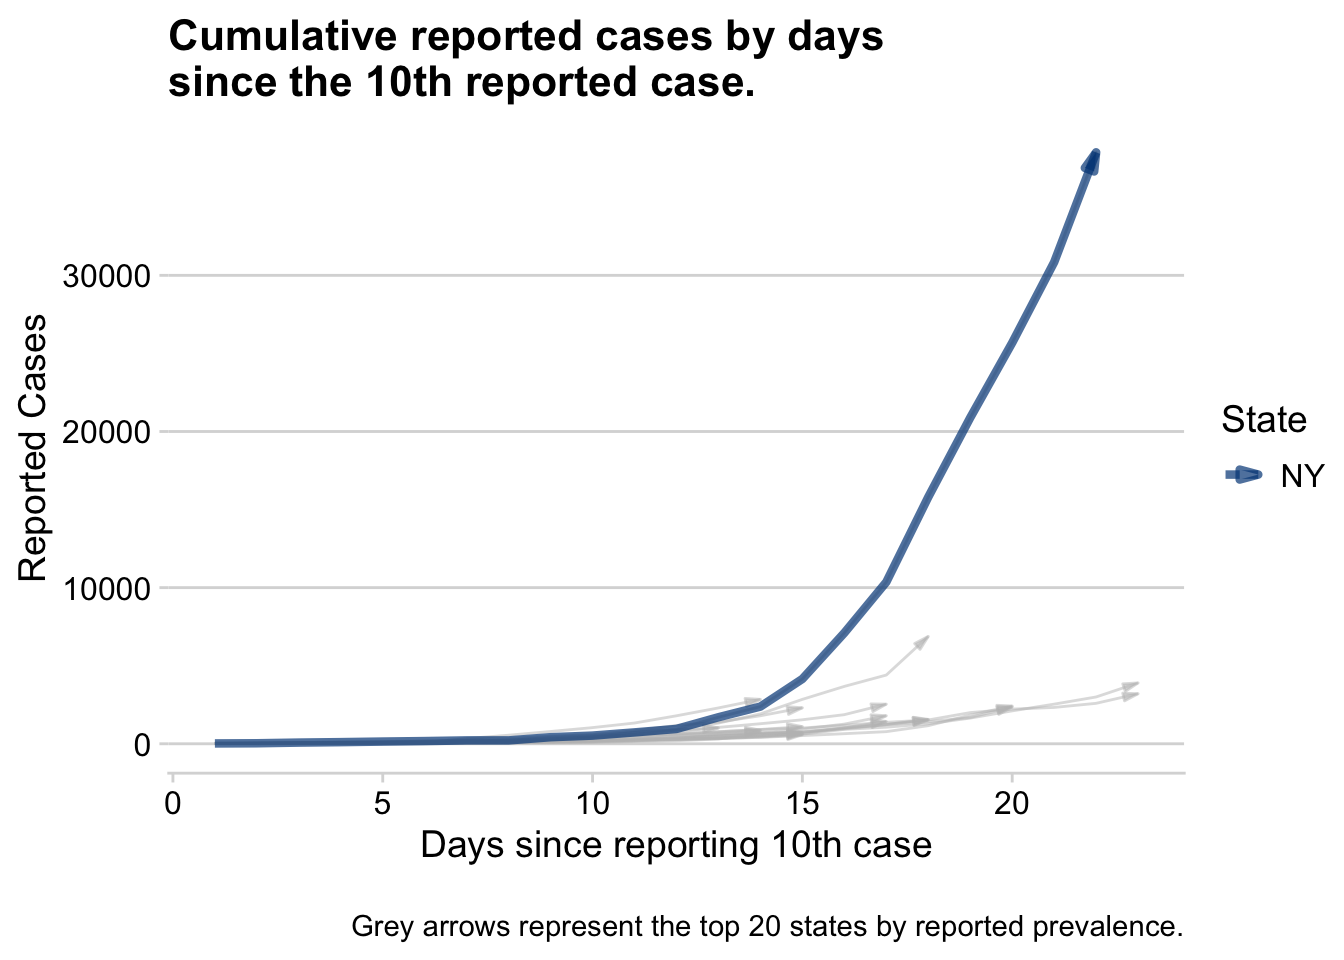 Cumulative reported cases by days
since the 10th reported case.
Reported Cases
30000
20000
10000
0
0 5 10 15 20
Days since reporting 10th case
State
NY
Grey arrows represent the top 20 states by reported prevalence.